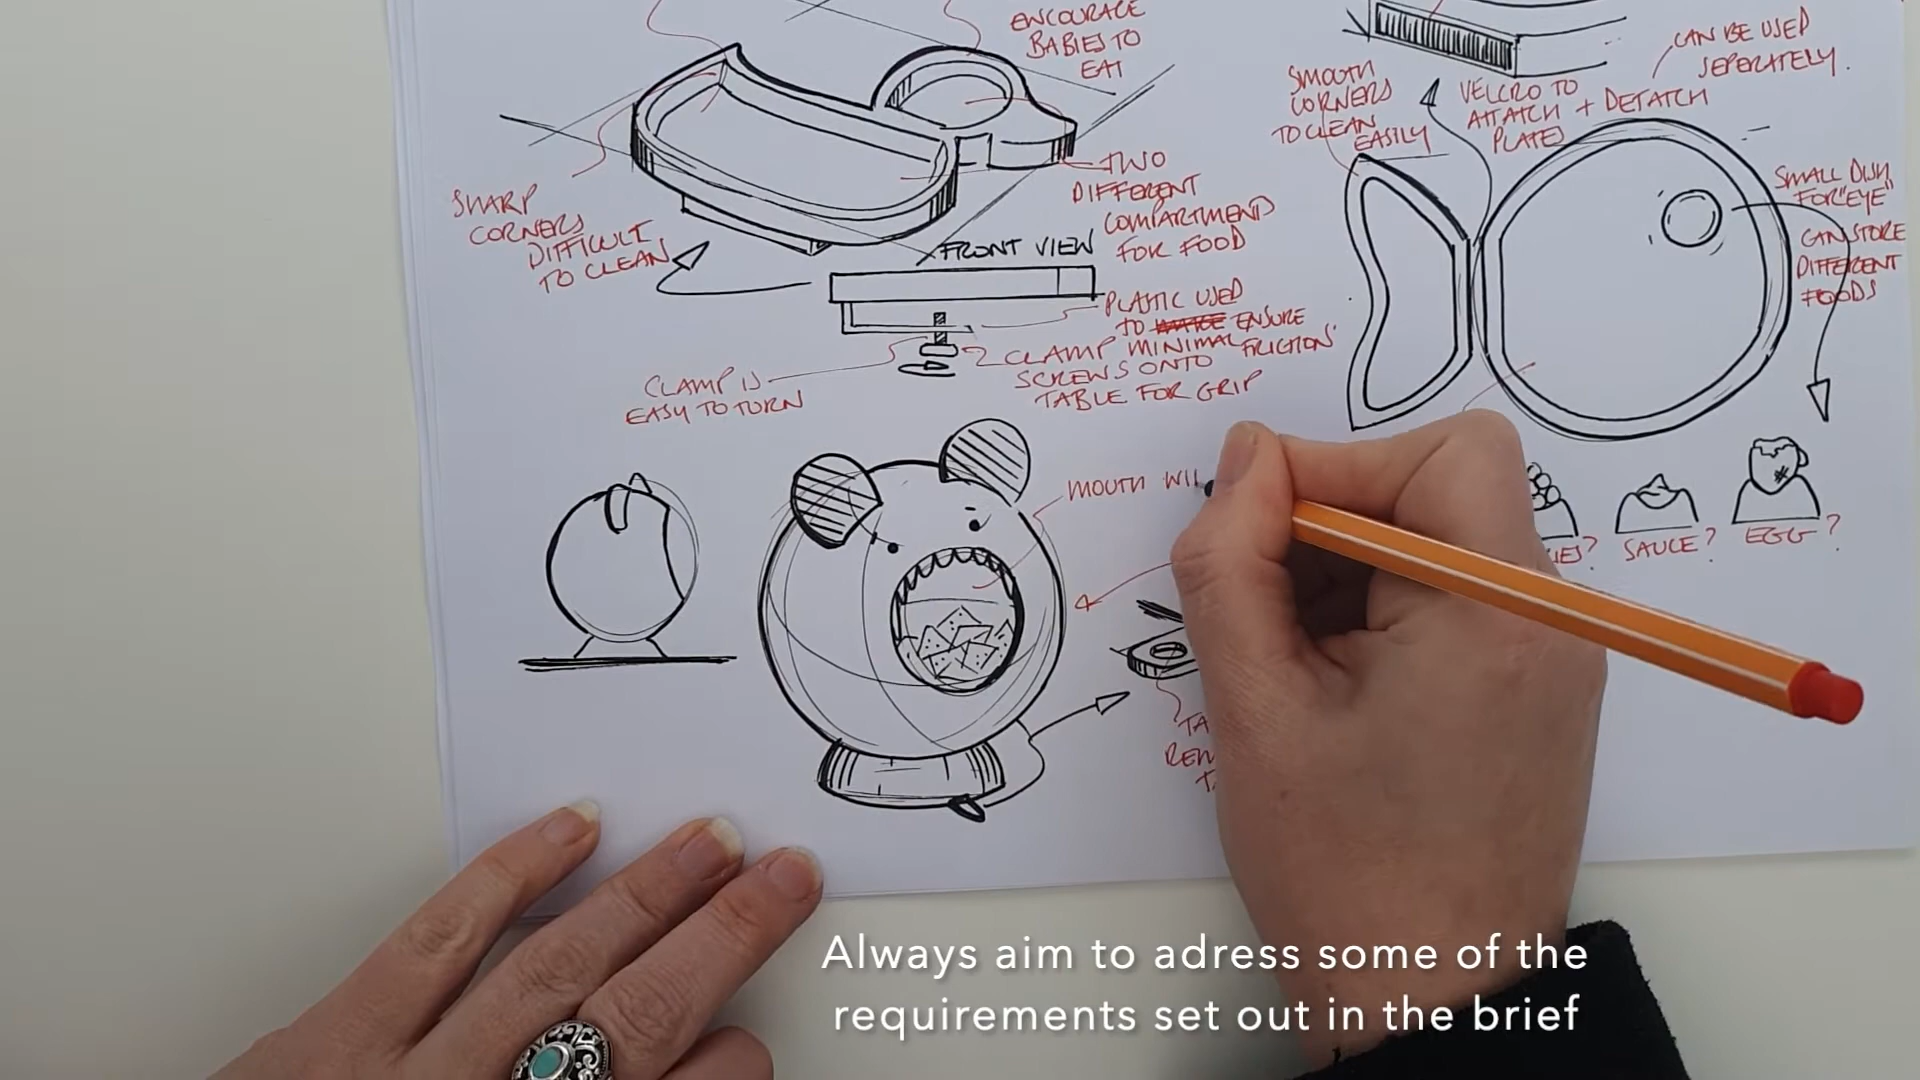 ENCOURAGE
BABIES TO
EAT
SHARP
CORNERS
DIFFICULT
TO CLEAN
TWO
DIFFERENT
COMPARTMENTS
FOR FOOD
FRONT VIEW
PLASTIC USED
TO ENSURE
MINIMAL
FRICTION
CLAMP
SCREWS ONTO
TABLE FOR GRIP
CLAMP IS
EASY TO TURN
SMOOTH
CORNERS
TO CLEAN
EASILY
VELCRO TO
ATTATCH + DETATCH
PLATES
CAN BE USED
SEPERATELY.
SMALL DISH
FOR "EYE"
CAN STORE
DIFFERENT
FOODS
SAUCE?
EGG?
MOUTH WIL
Always aim to adress some of the
requirements set out in the brief